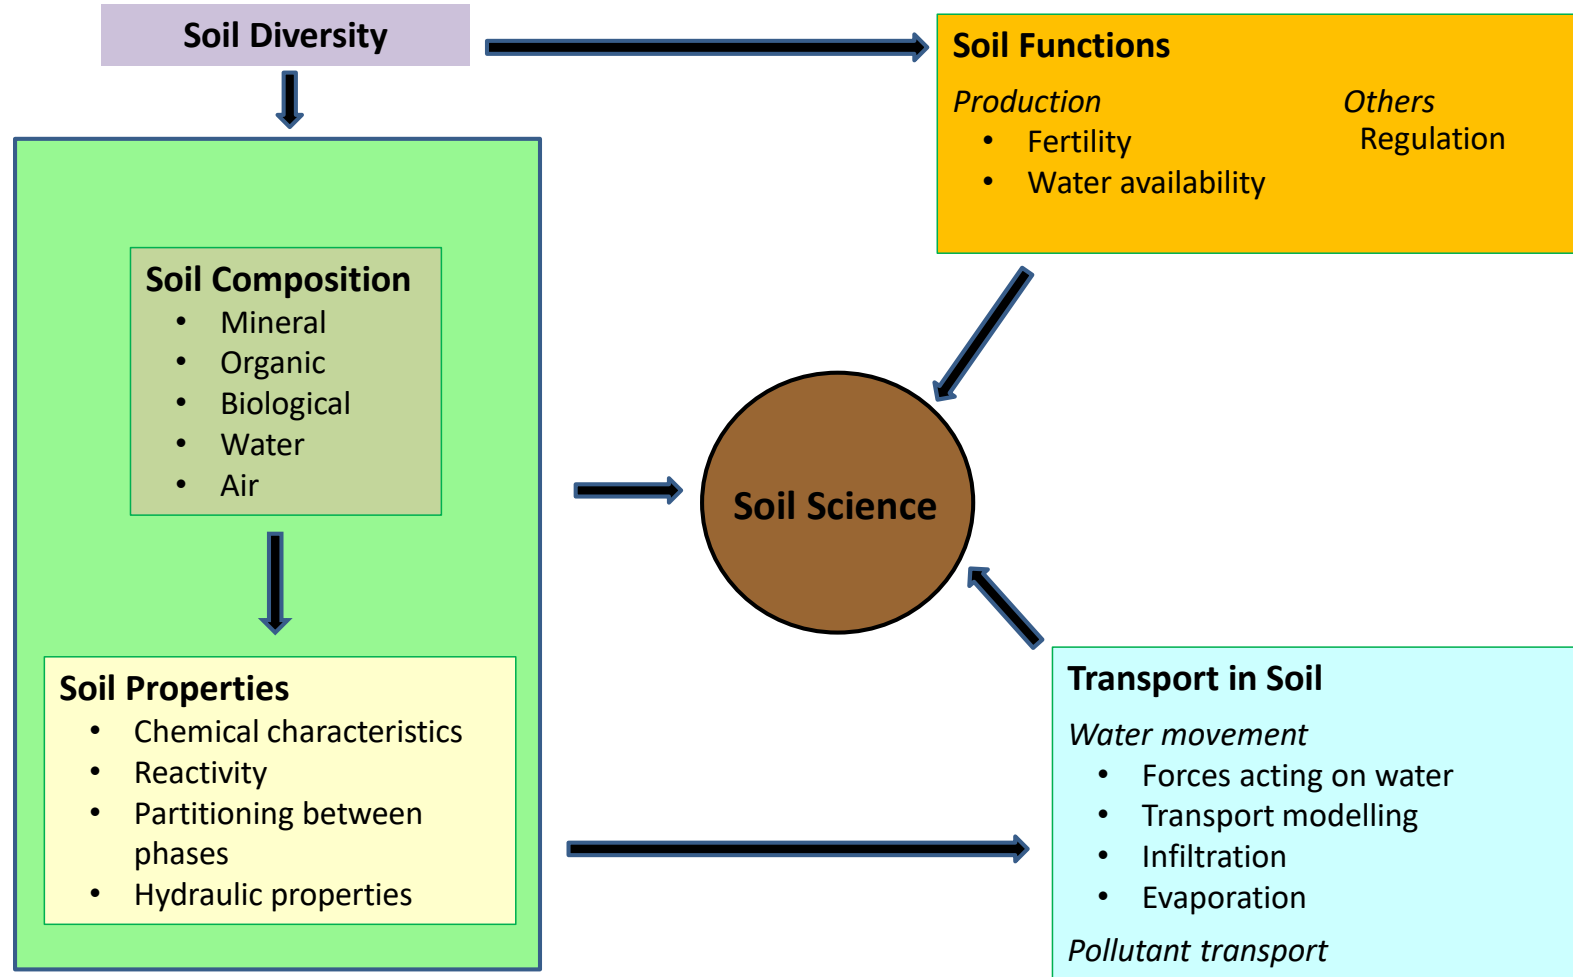 Soil Diversity
Soil Functions
Production
• Fertility
• Water availability
Others
Regulation
Soil Composition
• Mineral
• Organic
• Biological
• Water
• Air
Soil Science
Soil Properties
• Chemical characteristics
• Reactivity
• Partitioning between
phases
• Hydraulic properties
Transport in Soil
Water movement
• Forces acting on water
• Transport modelling
• Infiltration
• Evaporation
Pollutant transport